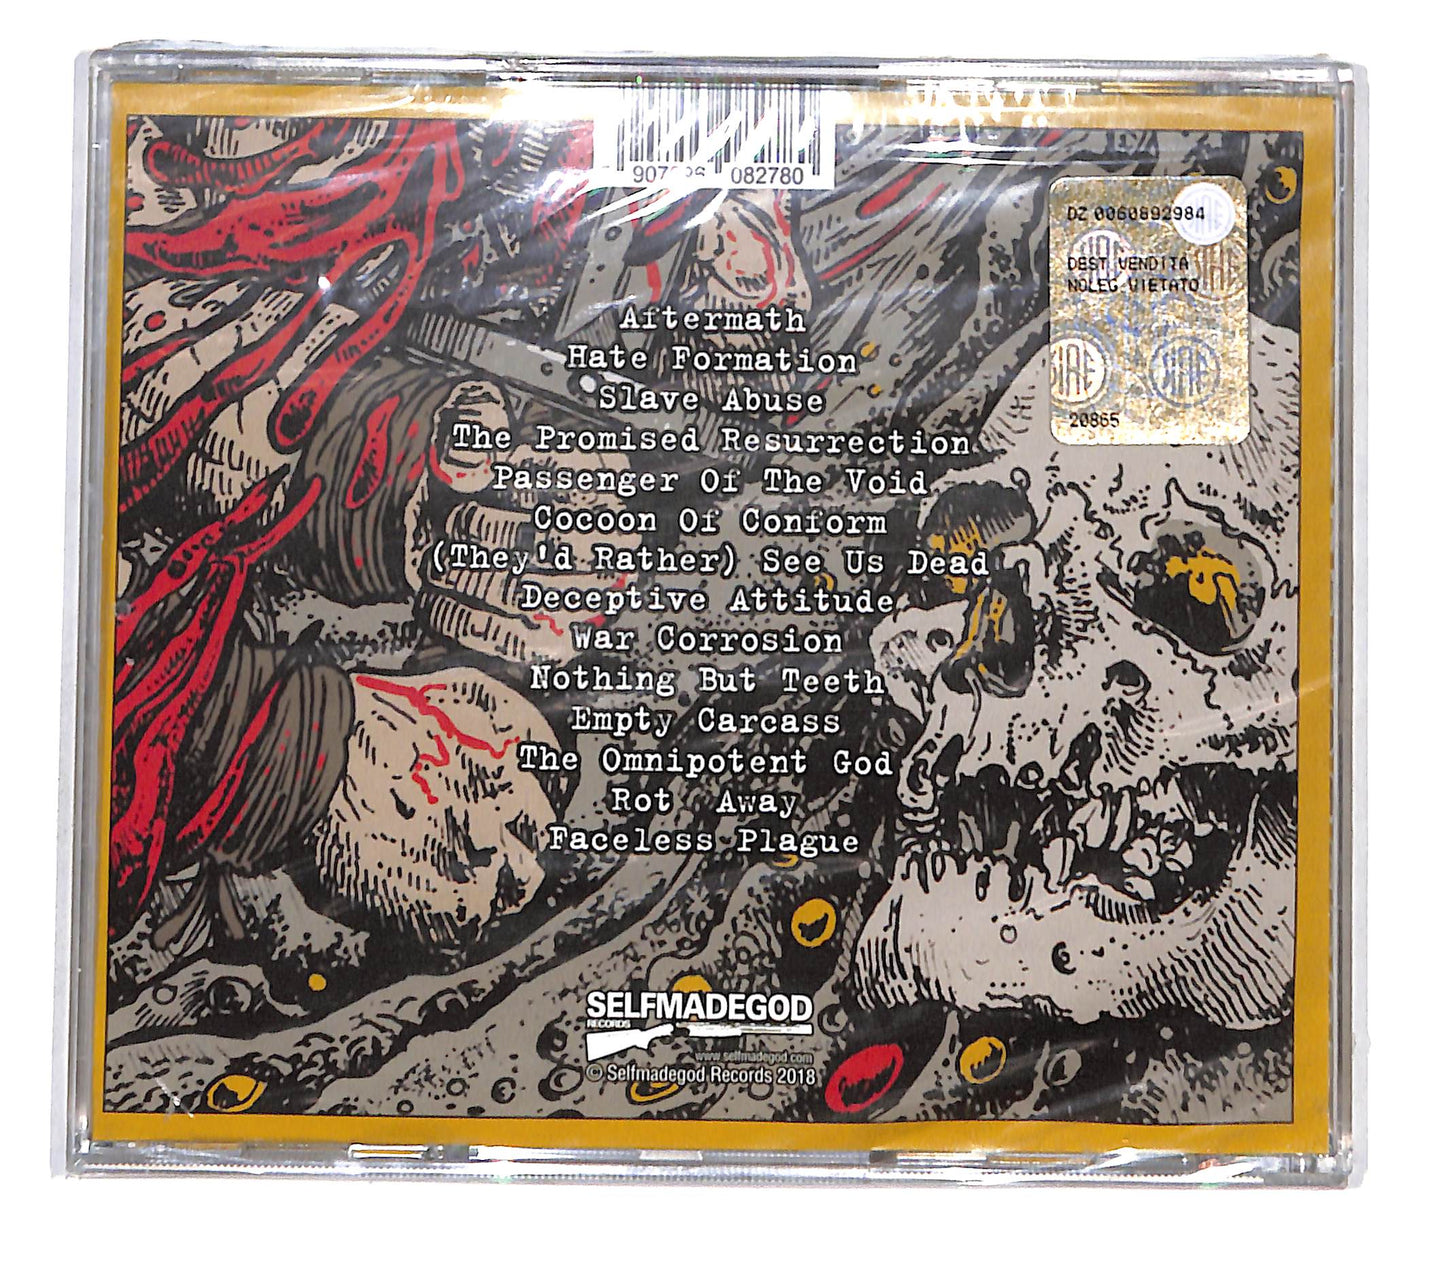 082780
DZ 0060892984
DEST VENDITA
NOLEG VIETATO
20865
Aftermath
Hate Formation
Slave Abuse
The Promised Resurrection
Passenger Of The Void
Cocoon Of Conform
(They'd Rather) See Us Dead
Deceptive Attitude
War Corrosion
Nothing But Teeth
Empty Carcass
The Omnipotent God
Rot Away
Faceless Plague
SELFMADEGOD
RECORDS
www.selfmadegod.com
© Selfmadegod Records 2018